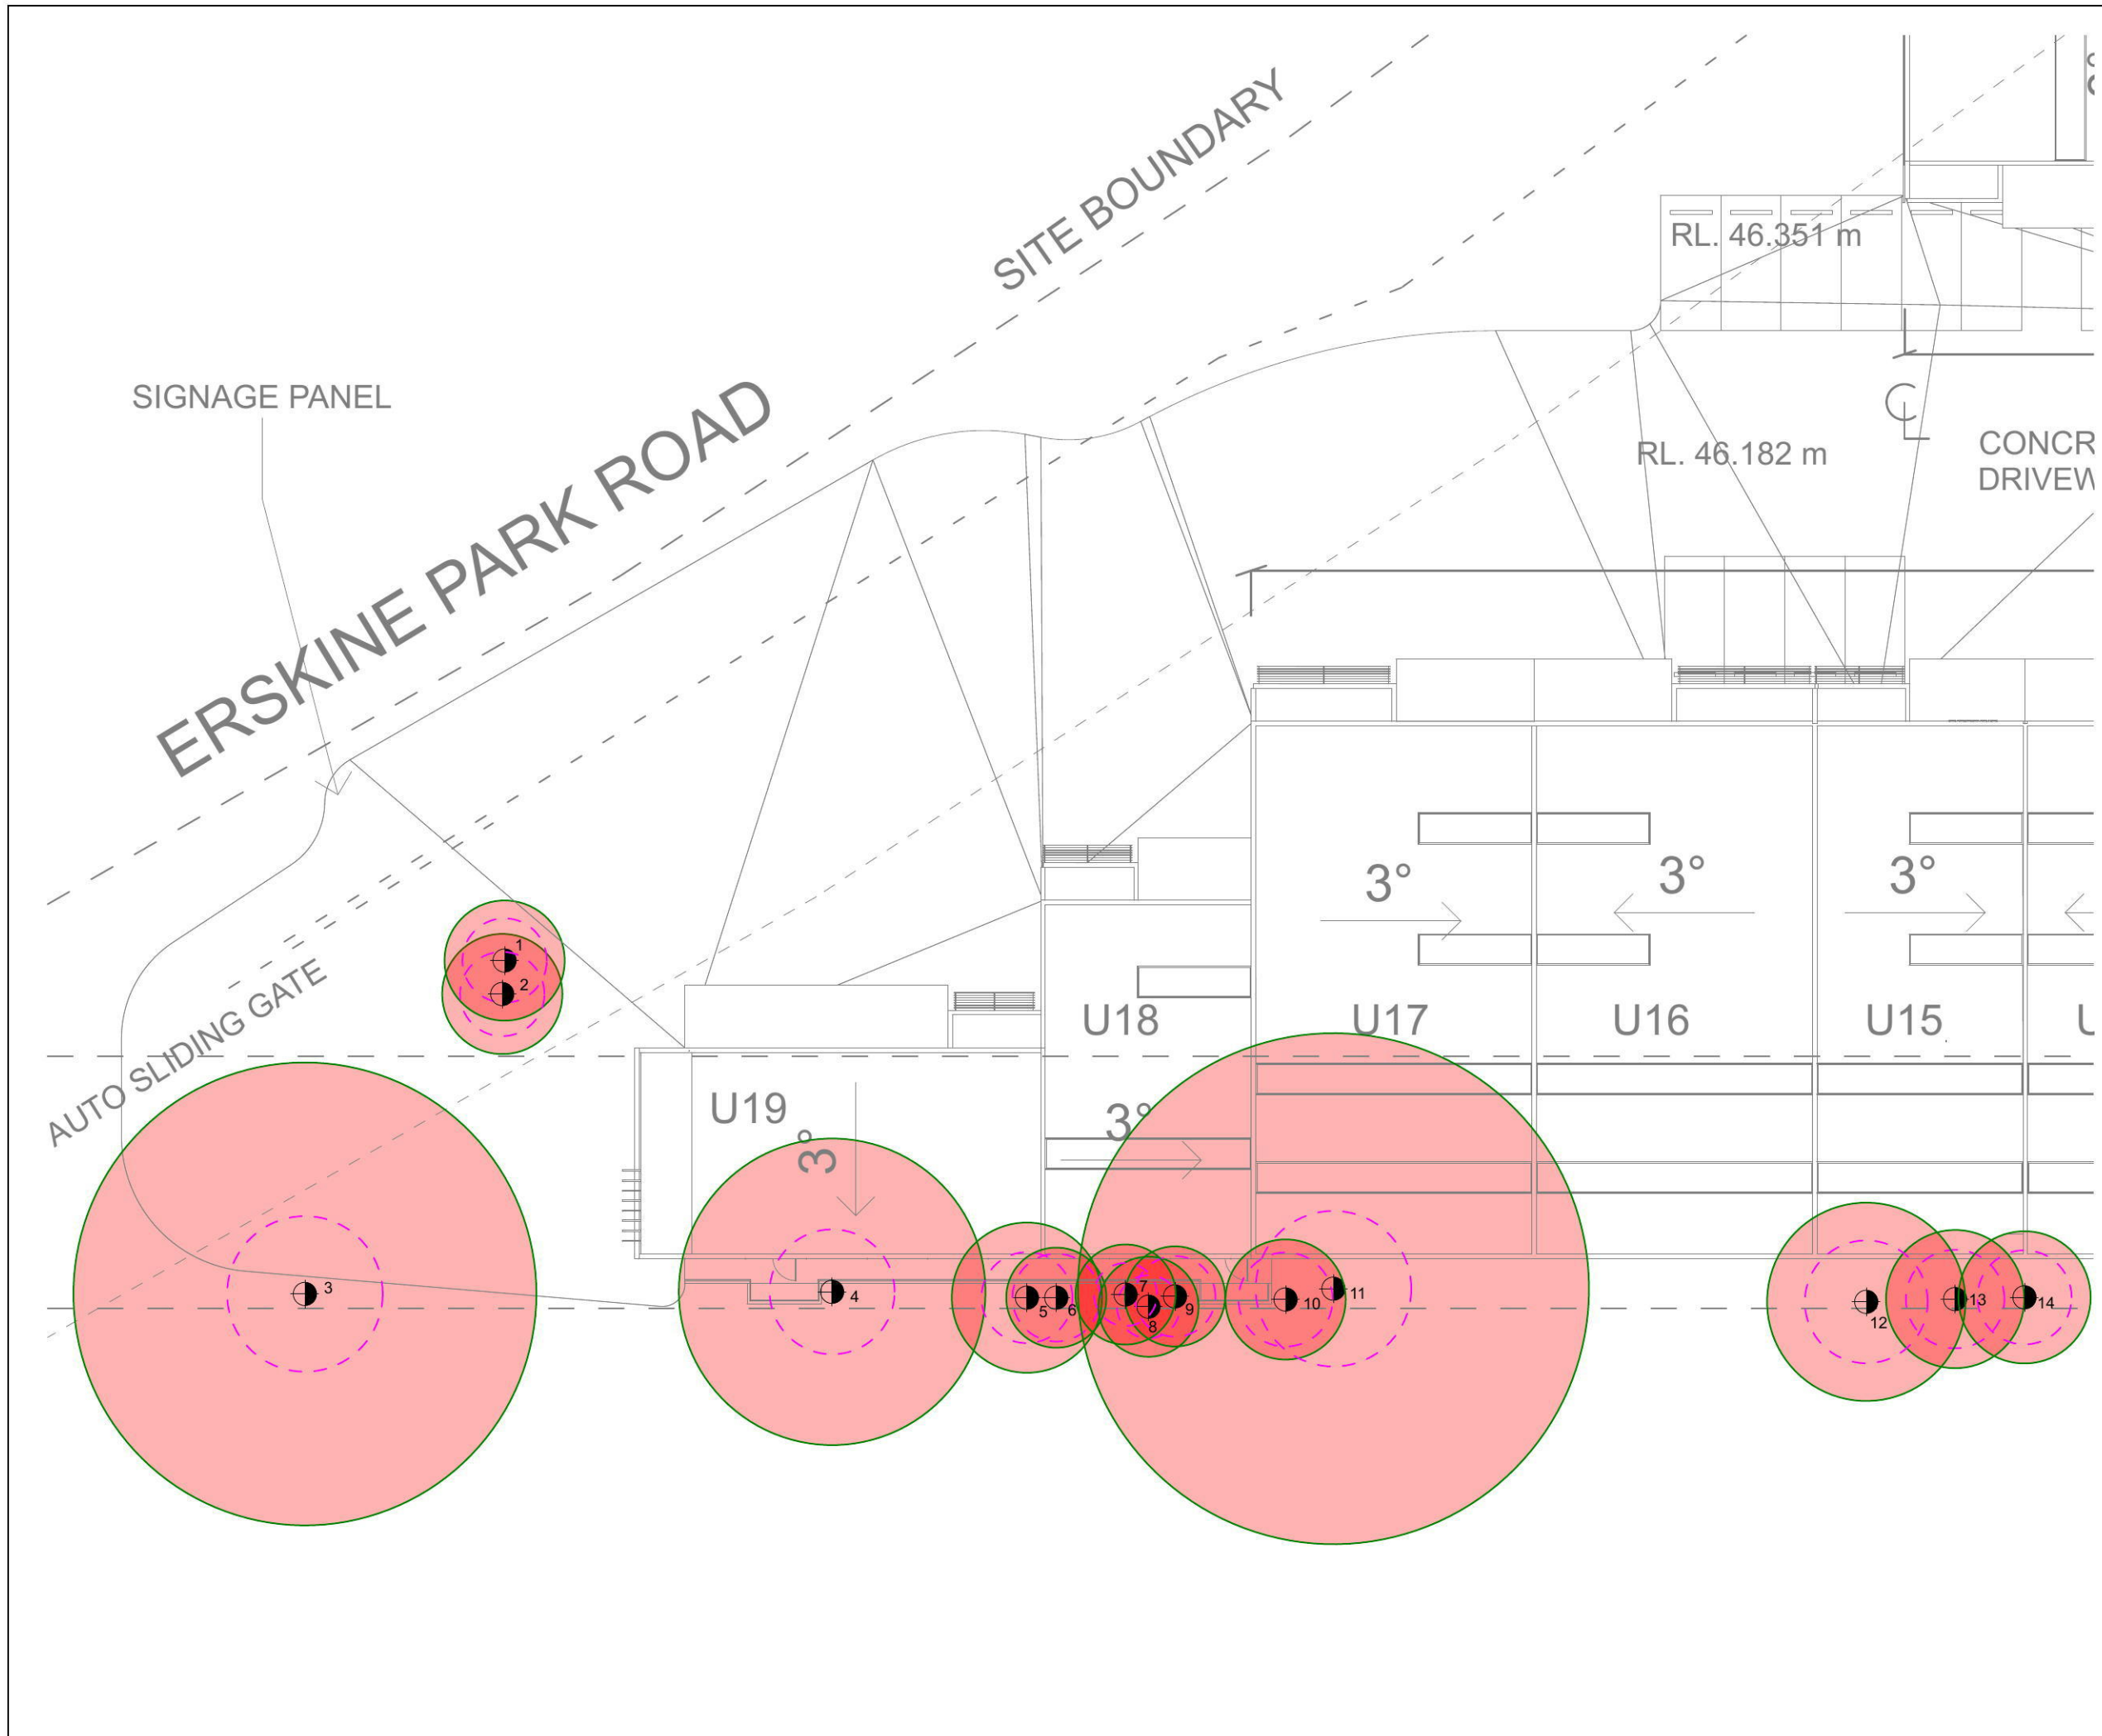 SITE BOUNDARY
RL. 46.351 m
SIGNAGE PANEL
ERSKINE PARK ROAD
RL. 46.182 m
CONCR
DRIVEW
3°
3°
3°
1
2
AUTO SLIDING GATE
U18
U17
U16
U15
U19
3°
3°
3
4
5
6
7
8
9
10
11
12
13
14